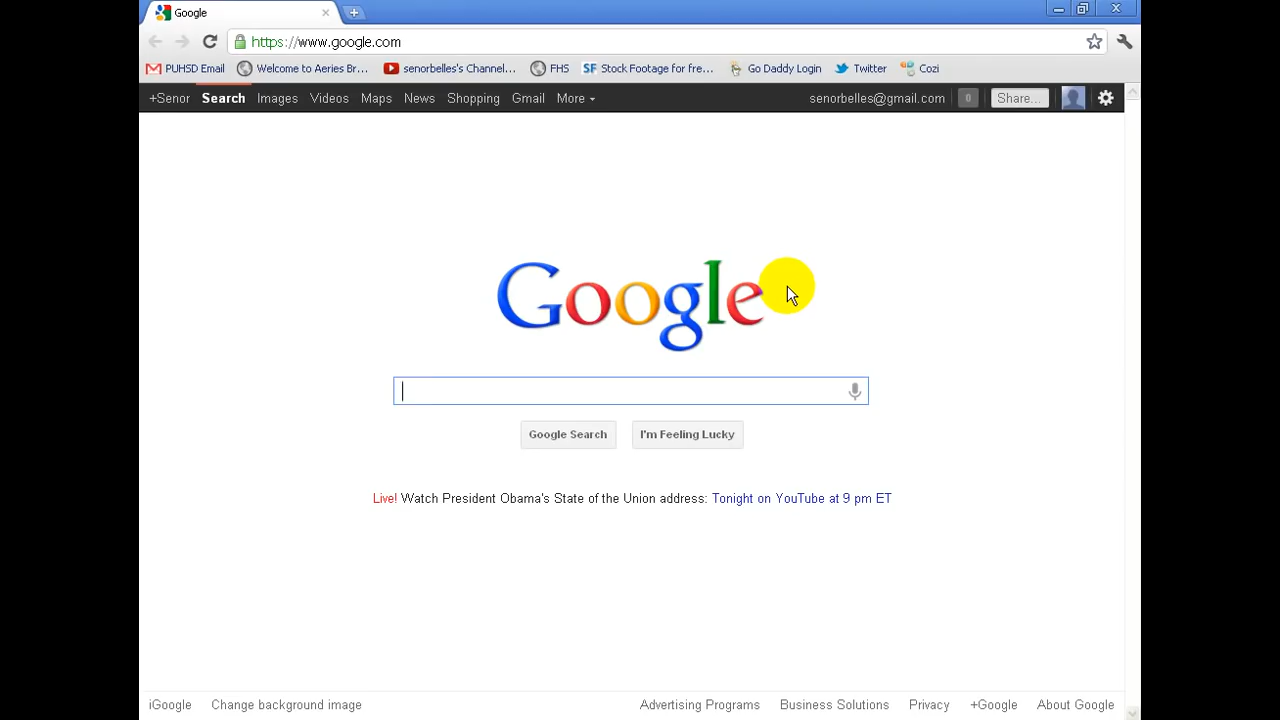 Google
https://www.google.com
PUHSD Email Welcome to Aeries Br... senorbelles's Channel... FHS SF Stock Footage for fre... Go Daddy Login Twitter Cozi
+Senor Search Images Videos Maps News Shopping Gmail More senorbelles@gmail.com 0 Share...
Google
Google Search I'm Feeling Lucky
Live! Watch President Obama's State of the Union address: Tonight on YouTube at 9 pm ET
iGoogle Change background image Advertising Programs Business Solutions Privacy +Google About Google